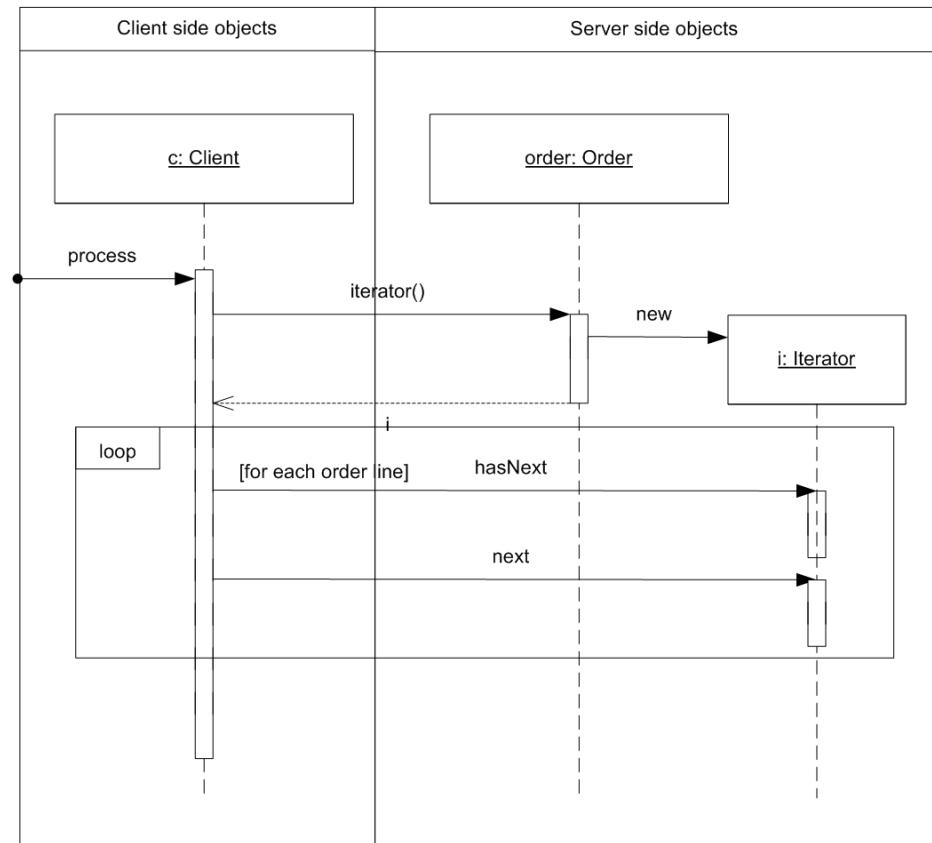 Client side objects
Server side objects
c: Client
order: Order
process
iterator()
new
i: Iterator
i
loop
[for each order line]
hasNext
next